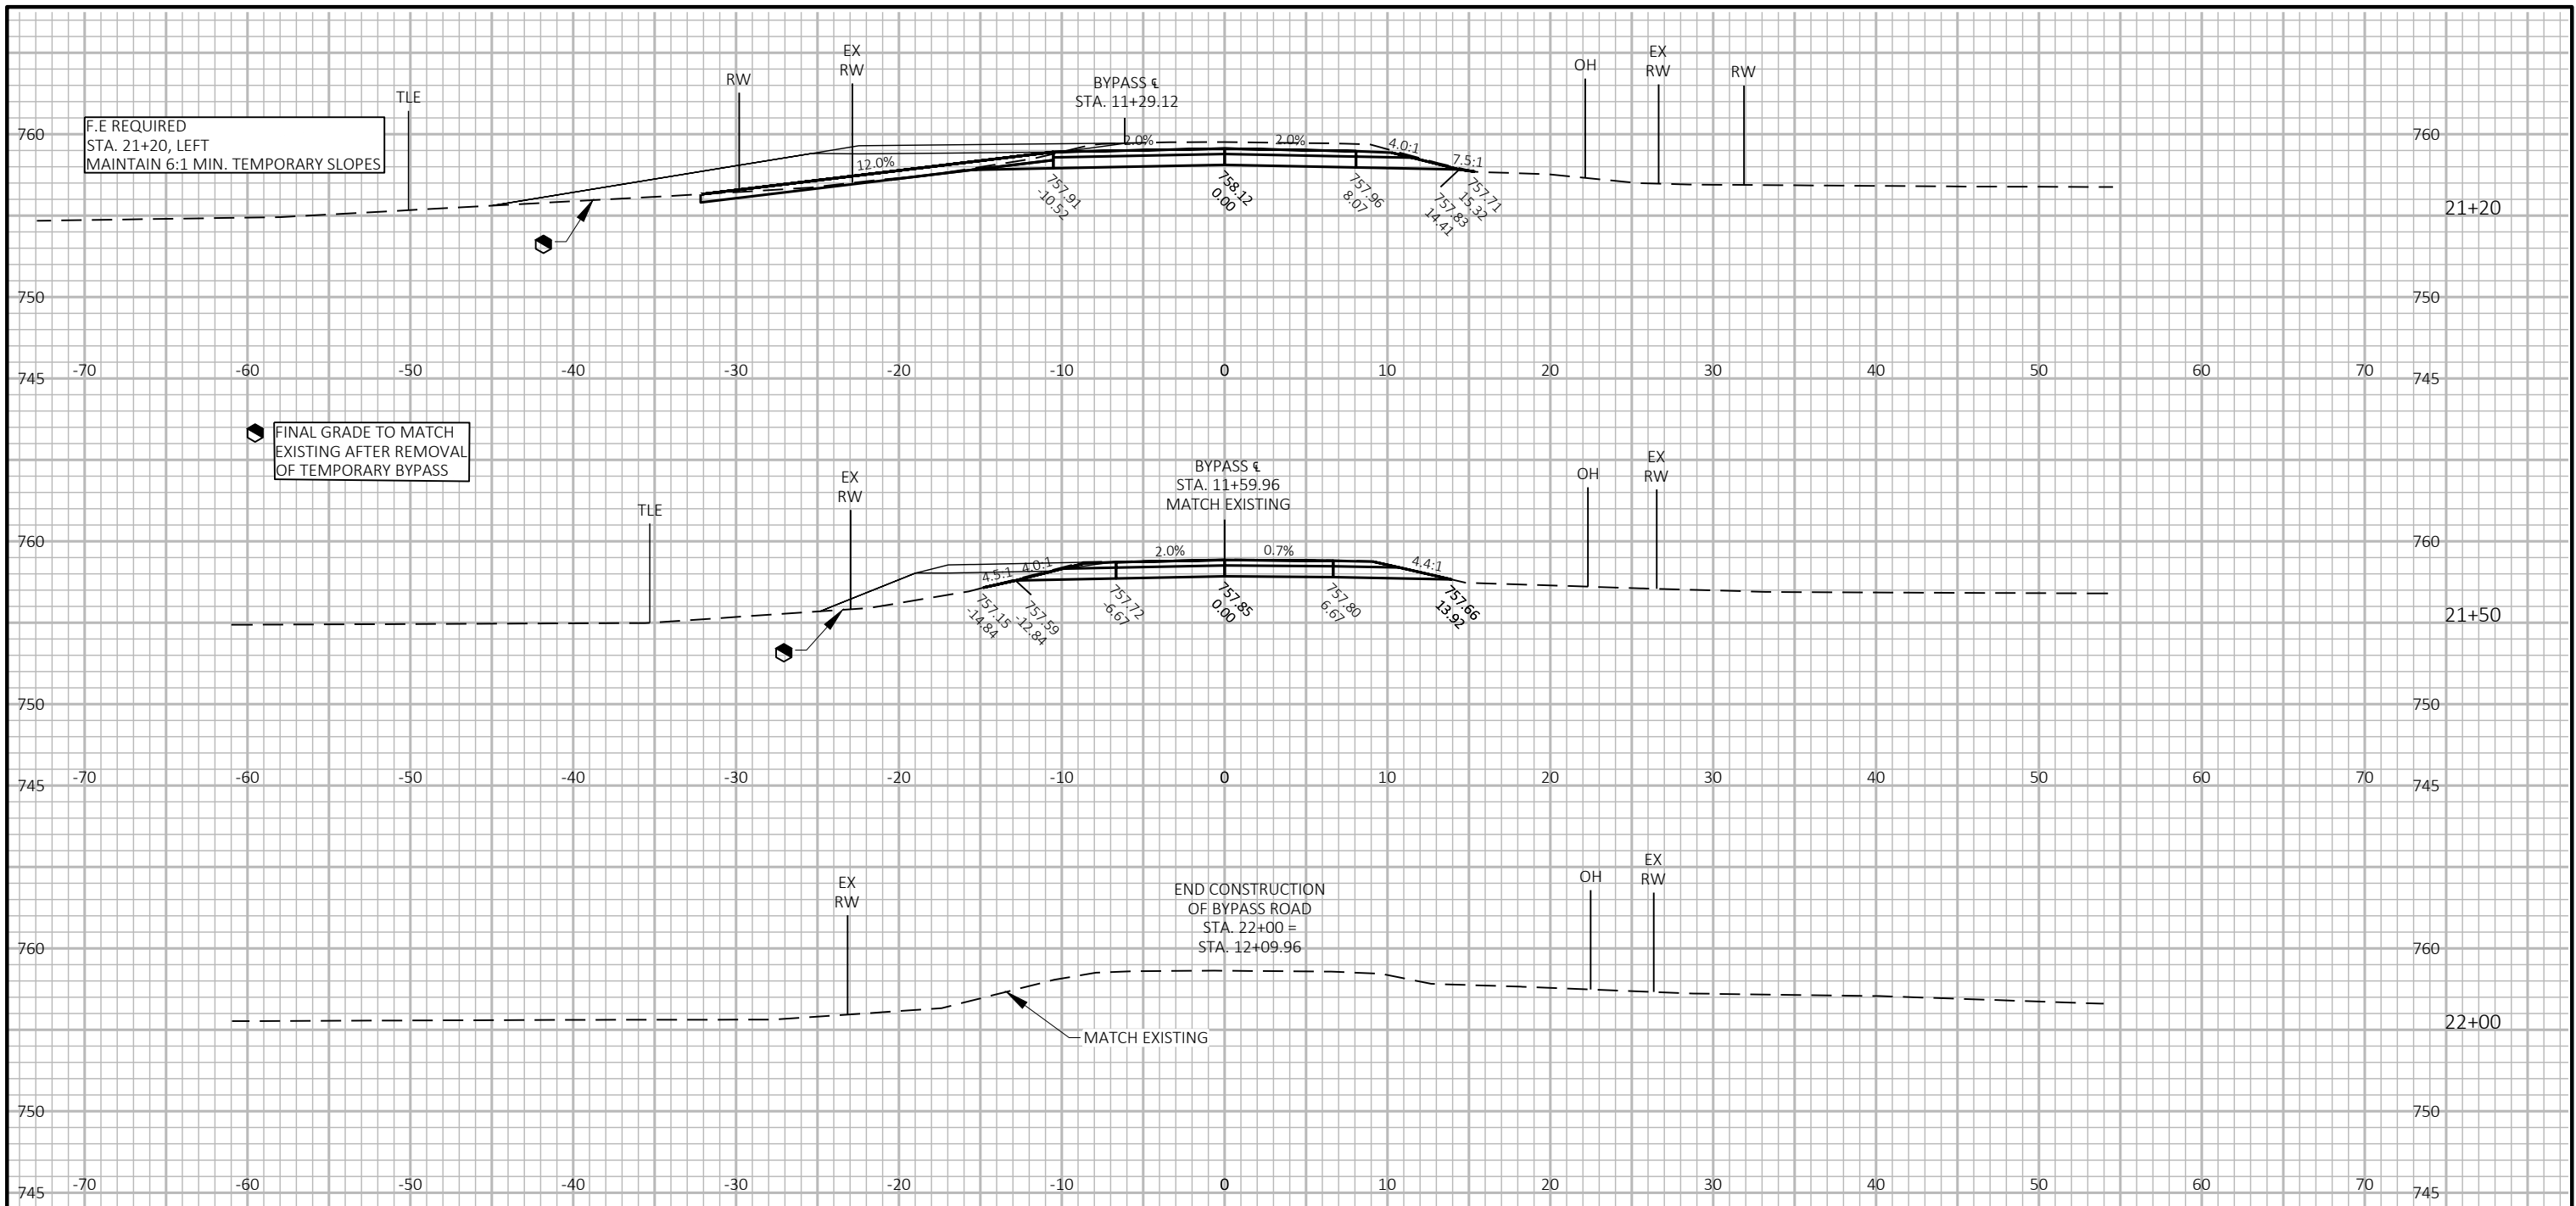 EX
RW
EX
RW
OH
RW
RW
BYPASS ℄
STA. 11+29.12
TLE
F.E REQUIRED
STA. 21+20, LEFT
MAINTAIN 6:1 MIN. TEMPORARY SLOPES
760
12.0%
2.0%
2.0%
4.0:1
7.5:1
760
757.91
-10.52
758.12
0.00
757.96
8.07
757.71
15.32
757.83
14.41
21+20
750
750
745
-70
-60
-50
-40
-30
-20
-10
0
10
20
30
40
50
60
70
745
FINAL GRADE TO MATCH
EXISTING AFTER REMOVAL
OF TEMPORARY BYPASS
TLE
EX
RW
BYPASS ℄
STA. 11+59.96
MATCH EXISTING
OH
EX
RW
760
4.5:1
4.0:1
2.0%
0.7%
4.4:1
760
757.15
-14.84
757.59
-12.84
757.72
-6.67
757.85
0.00
757.80
6.67
757.66
13.92
21+50
750
750
745
-70
-60
-50
-40
-30
-20
-10
0
10
20
30
40
50
60
70
745
EX
RW
END CONSTRUCTION
OF BYPASS ROAD
STA. 22+00 =
STA. 12+09.96
OH
EX
RW
760
760
MATCH EXISTING
22+00
750
750
745
-70
-60
-50
-40
-30
-20
-10
0
10
20
30
40
50
60
70
745